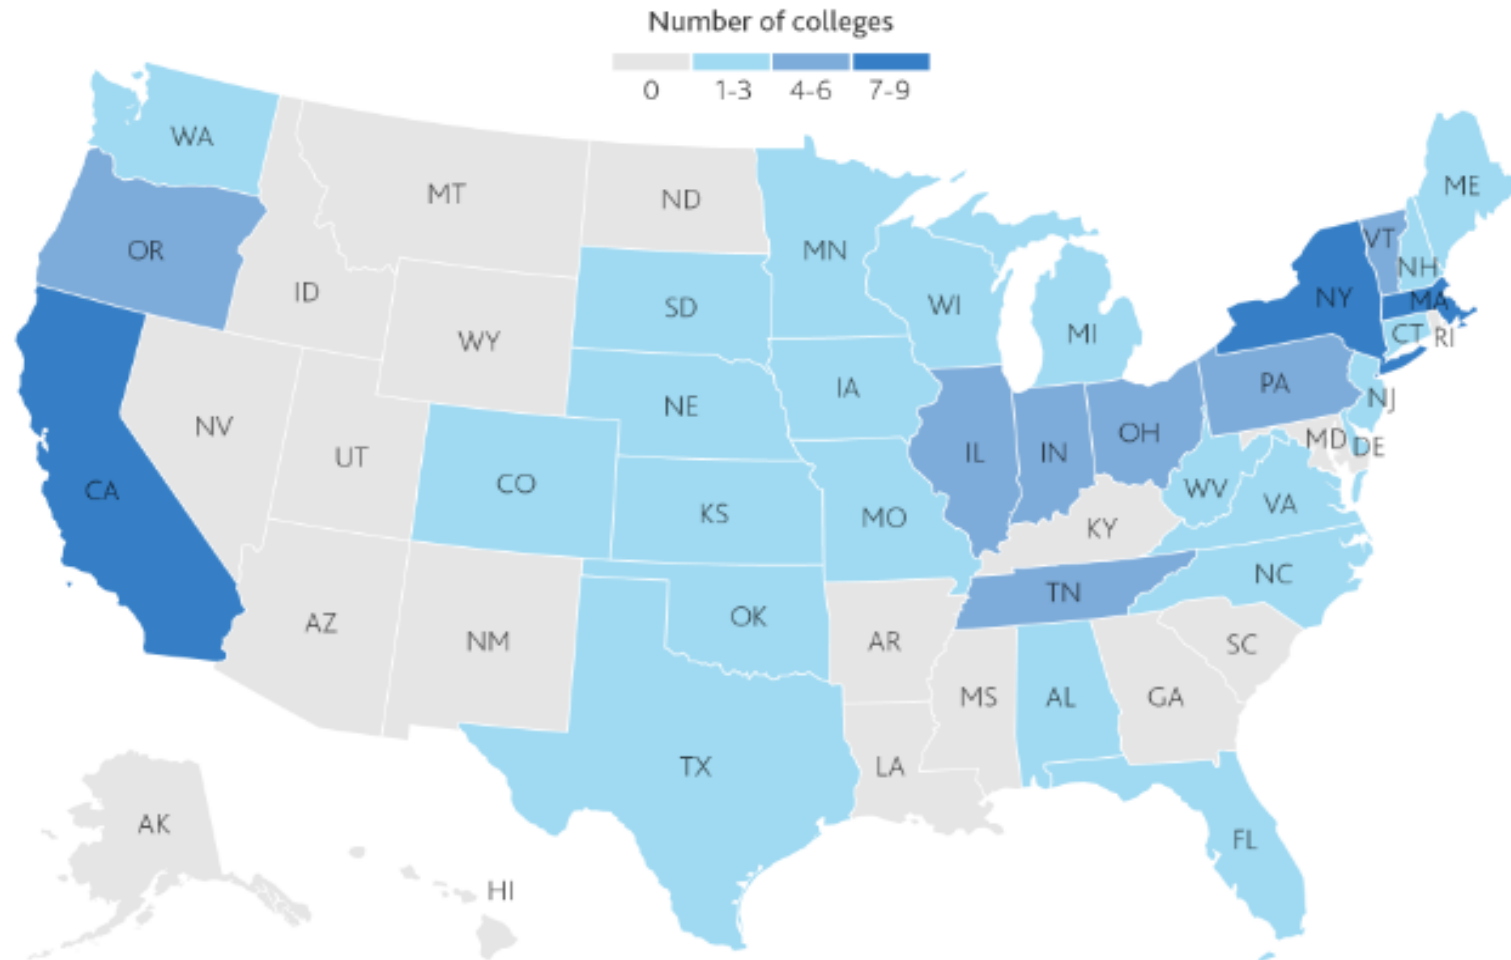 Number of colleges
0 1-3 4-6 7-9
WA
MT
ND
ME
OR
MN
VT
NH
ID
SD
WI
NY
MA
MI
CT RI
WY
IA
PA
NE
NJ
NV
UT
OH
MD DE
IL
IN
CO
CA
WV
VA
KS
MO
KY
NC
TN
AZ
OK
NM
AR
SC
MS
AL
GA
TX
LA
AK
FL
HI